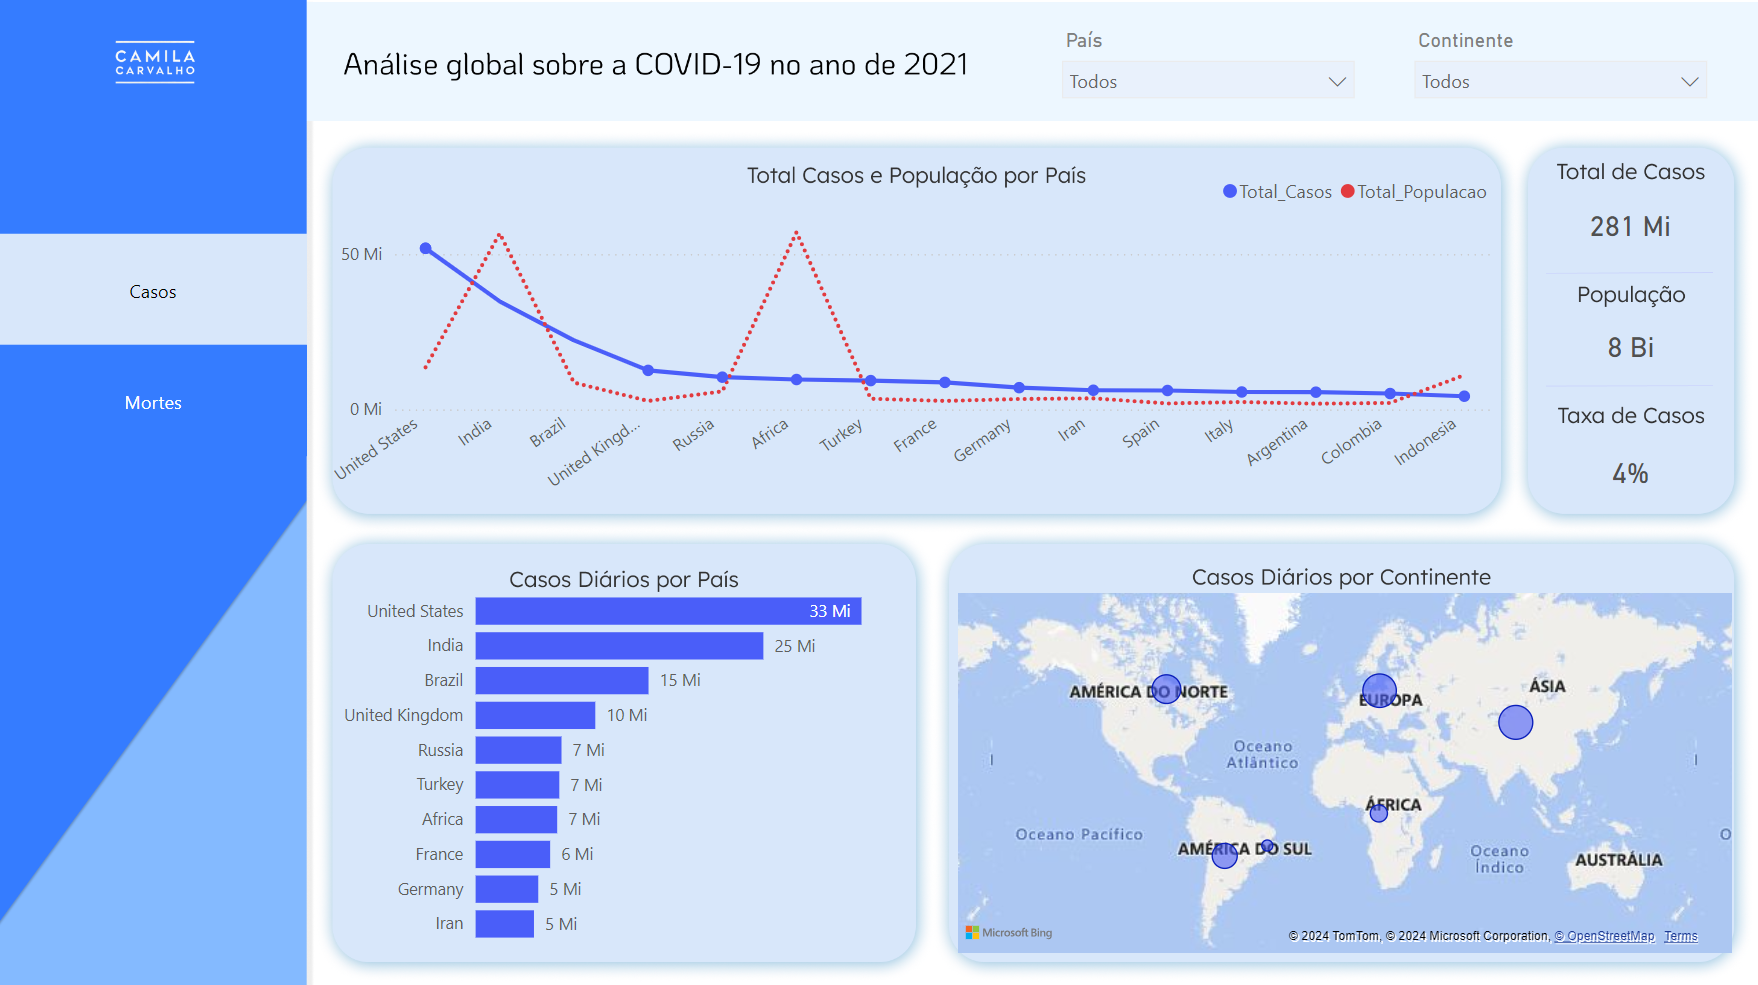 CAMILA
CARVALHO
Casos
Mortes
Análise global sobre a COVID-19 no ano de 2021
País
Todos
Continente
Todos
Total Casos e População por País
Total_Casos
Total_Populacao
50 Mi
0 Mi
United States
India
Brazil
United Kingd...
Russia
Africa
Turkey
France
Germany
Iran
Spain
Italy
Argentina
Colombia
Indonesia
Total de Casos
281 Mi
População
8 Bi
Taxa de Casos
4%
Casos Diários por País
United States 33 Mi
India 25 Mi
Brazil 15 Mi
United Kingdom 10 Mi
Russia 7 Mi
Turkey 7 Mi
Africa 7 Mi
France 6 Mi
Germany 5 Mi
Iran 5 Mi
Casos Diários por Continente
AMÉRICA DO NORTE
EUROPA
ÁSIA
Oceano
Atlântico
ÁFRICA
Oceano Pacífico
AMÉRICA DO SUL
Oceano
Índico
AUSTRÁLIA
O
Microsoft Bing
© 2024 TomTom, © 2024 Microsoft Corporation, © OpenStreetMap Terms